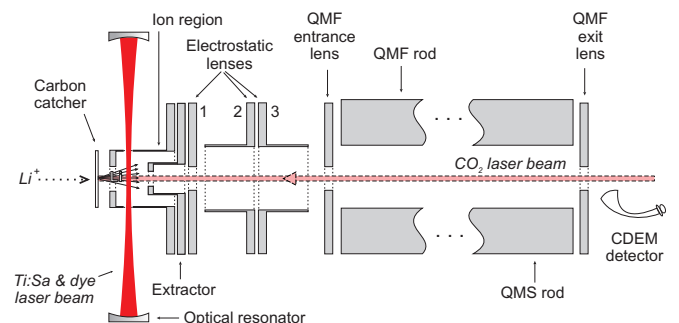 Ion region
QMF
entrance
lens
QMF
exit
lens
Electrostatic
lenses
QMF rod
Carbon
catcher
1
2
3
CO2 laser beam
Li+
CDEM
detector
Ti:Sa & dye
laser beam
Extractor
QMS rod
Optical resonator